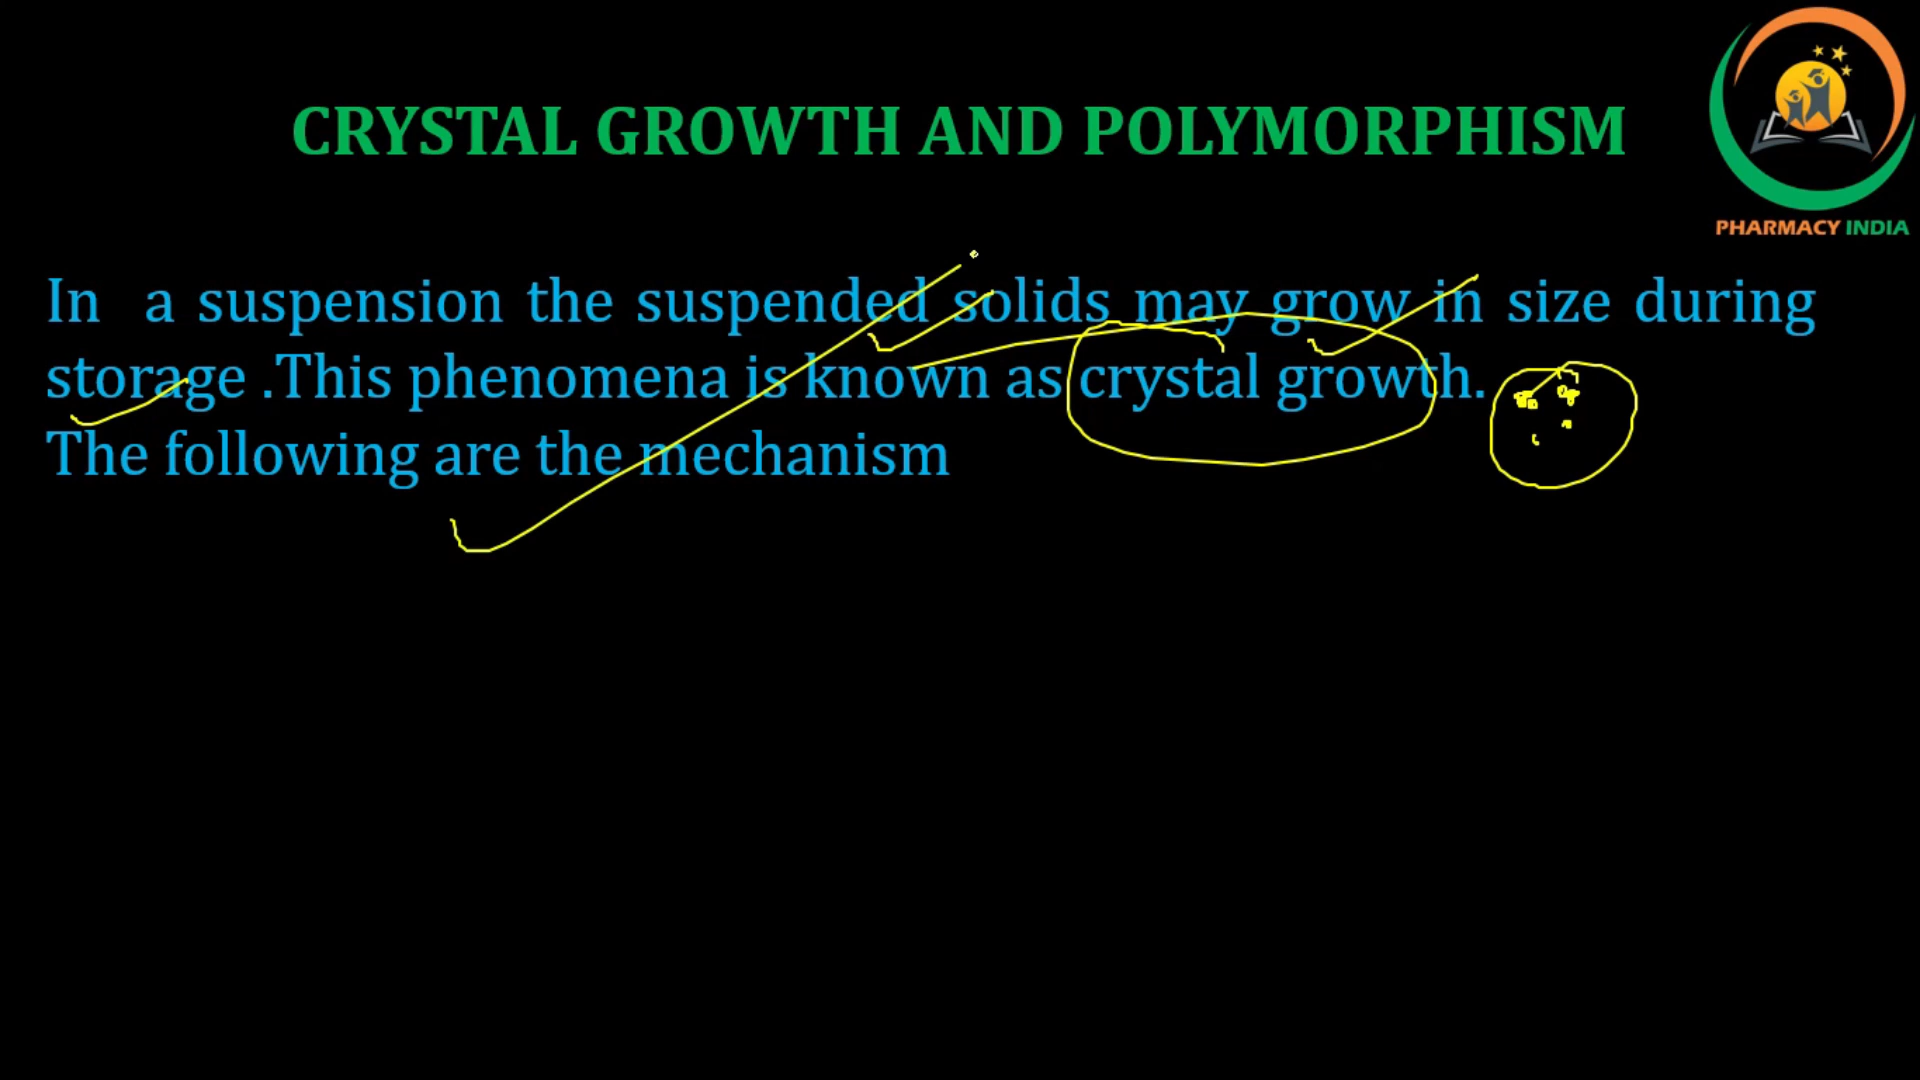 CRYSTAL GROWTH AND POLYMORPHISM
PHARMACY INDIA
In a suspension the suspended solids may grow in size during
storage .This phenomena is known as crystal growth.
The following are the mechanism